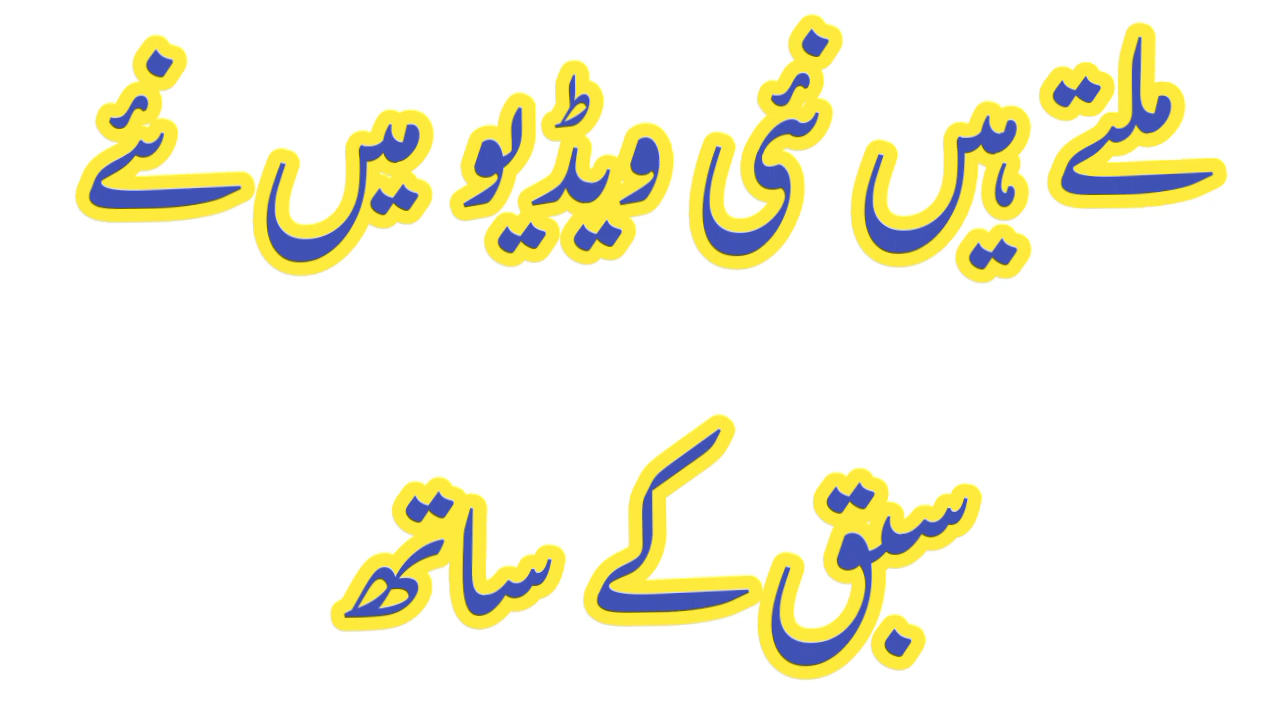 ملتے ہیں نئی ویڈیو میں نئے
سبق کے ساتھ